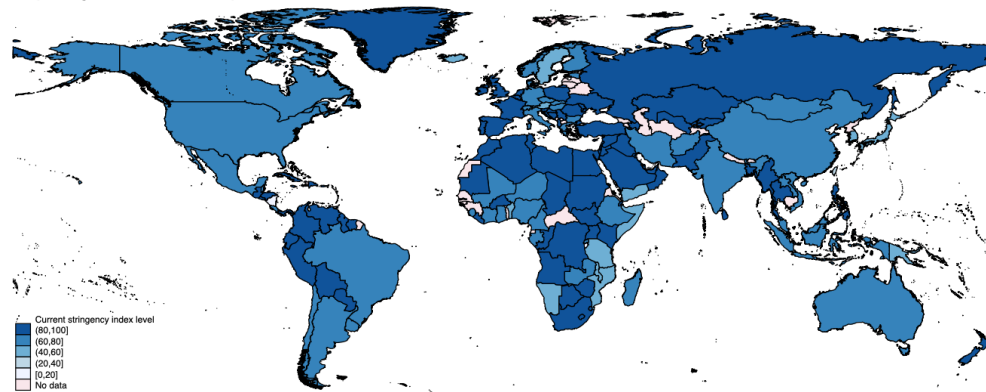 Current stringency index level
(80,100]
(60,80]
(40,60]
(20,40]
[0,20]
No data